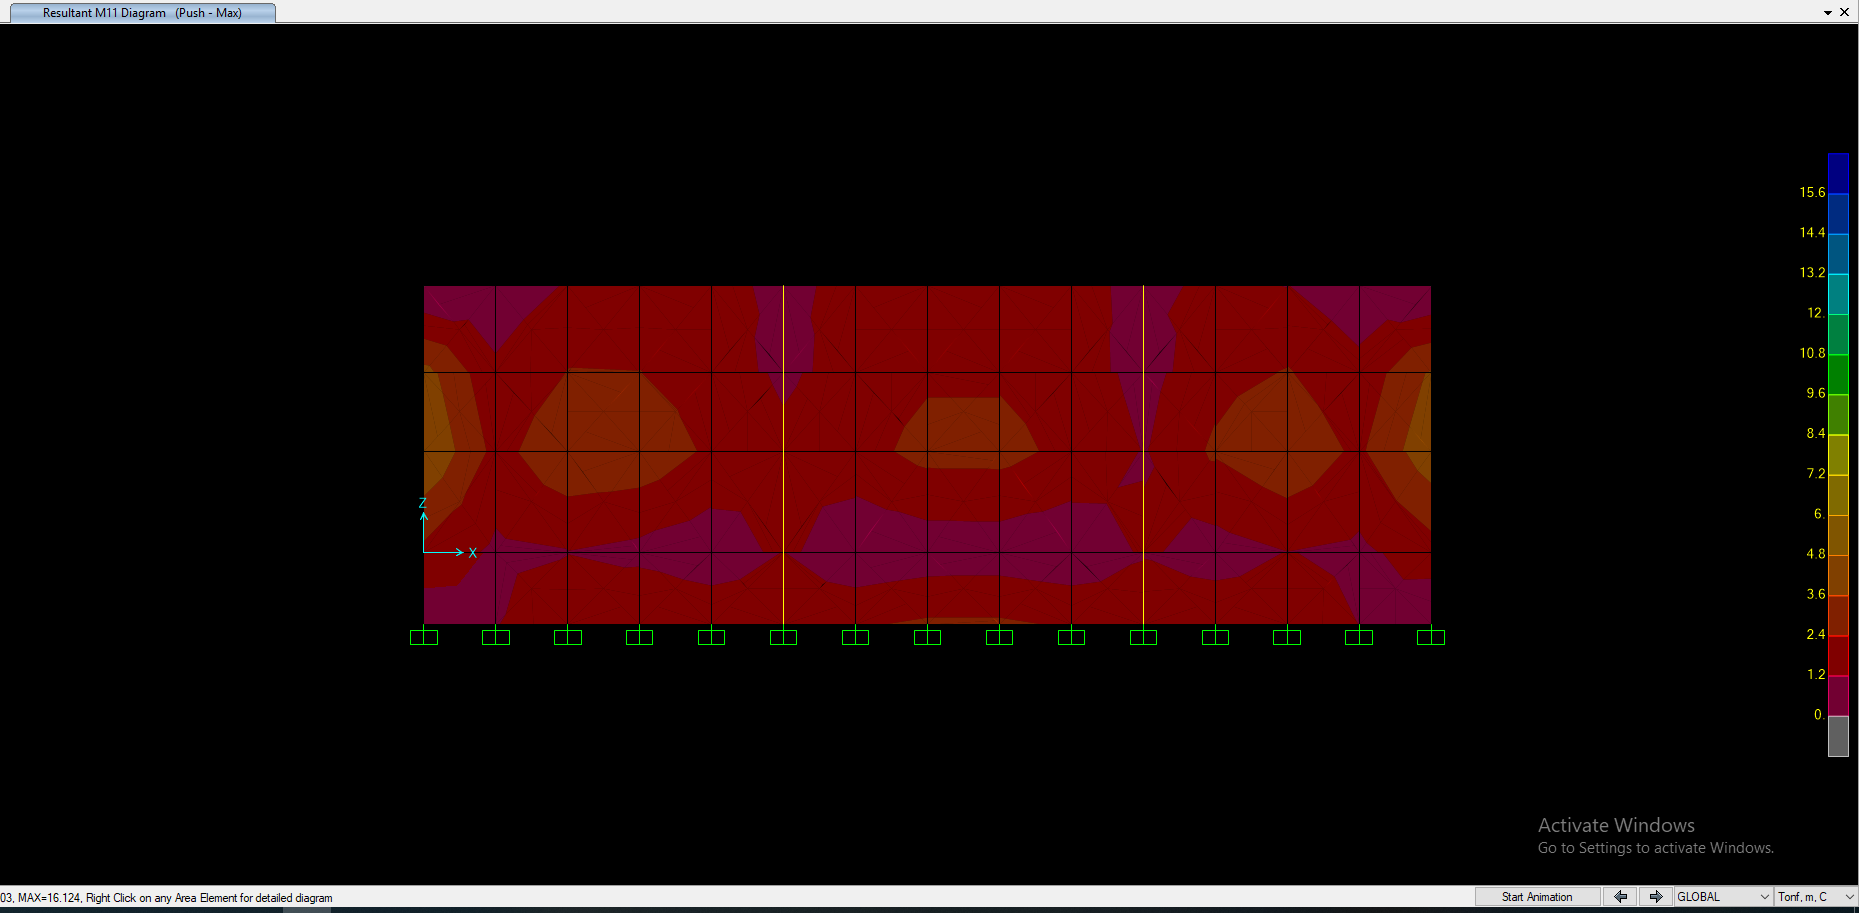 Resultant M11 Diagram (Push - Max)
15.6
14.4
13.2
12.
10.8
9.6
8.4
7.2
6.
4.8
3.6
2.4
1.2
0.
Z
X
Activate Windows
Go to Settings to activate Windows.
03, MAX=16.124, Right Click on any Area Element for detailed diagram
Start Animation
GLOBAL
Tonf, m, C